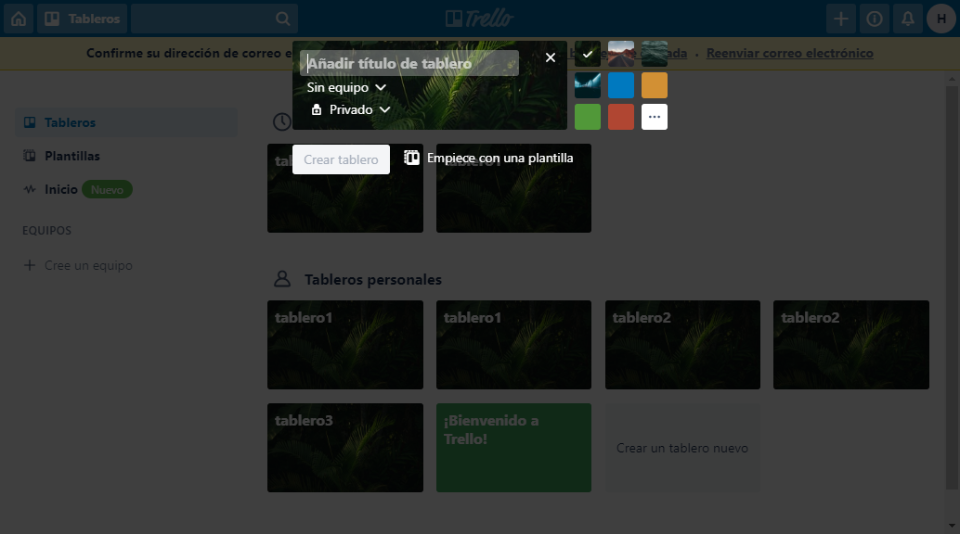 Tableros
Trello
H
Confirme su dirección de correo e
ada · Reenviar correo electrónico
Añadir título de tablero
Sin equipo
Privado
Tableros
Plantillas
Inicio Nuevo
EQUIPOS
Cree un equipo
Crear tablero
Empiece con una plantilla
Tableros personales
tablero1
tablero1
tablero2
tablero2
tablero3
¡Bienvenido a
Trello!
Crear un tablero nuevo